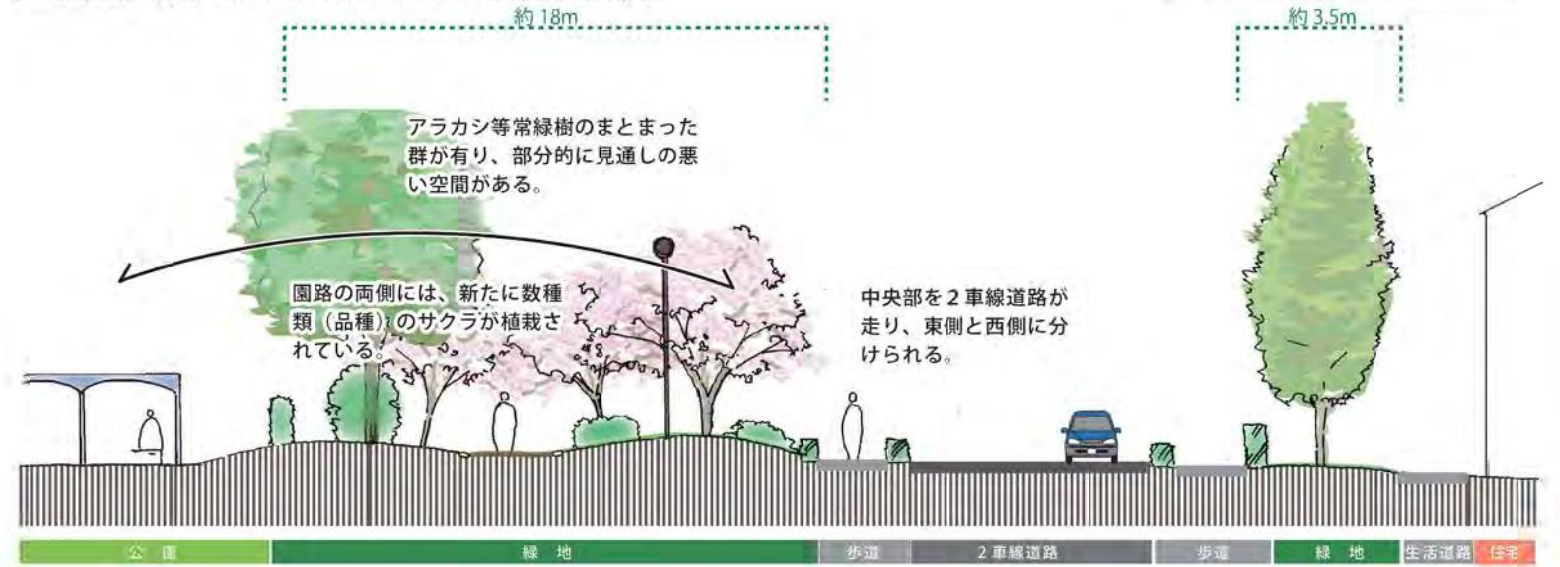 約 18m
約 3.5m
アラカシ等常緑樹のまとまった
群が有り、部分的に見通しの悪
い空間がある。
園路の両側には、新たに数種
類（品種）のサクラが植栽さ
れている。
中央部を２車線道路が
走り、東側と西側に分
けられる。
公 園
緑 地
歩道
２車線道路
歩道
緑 地
生活道路
住宅